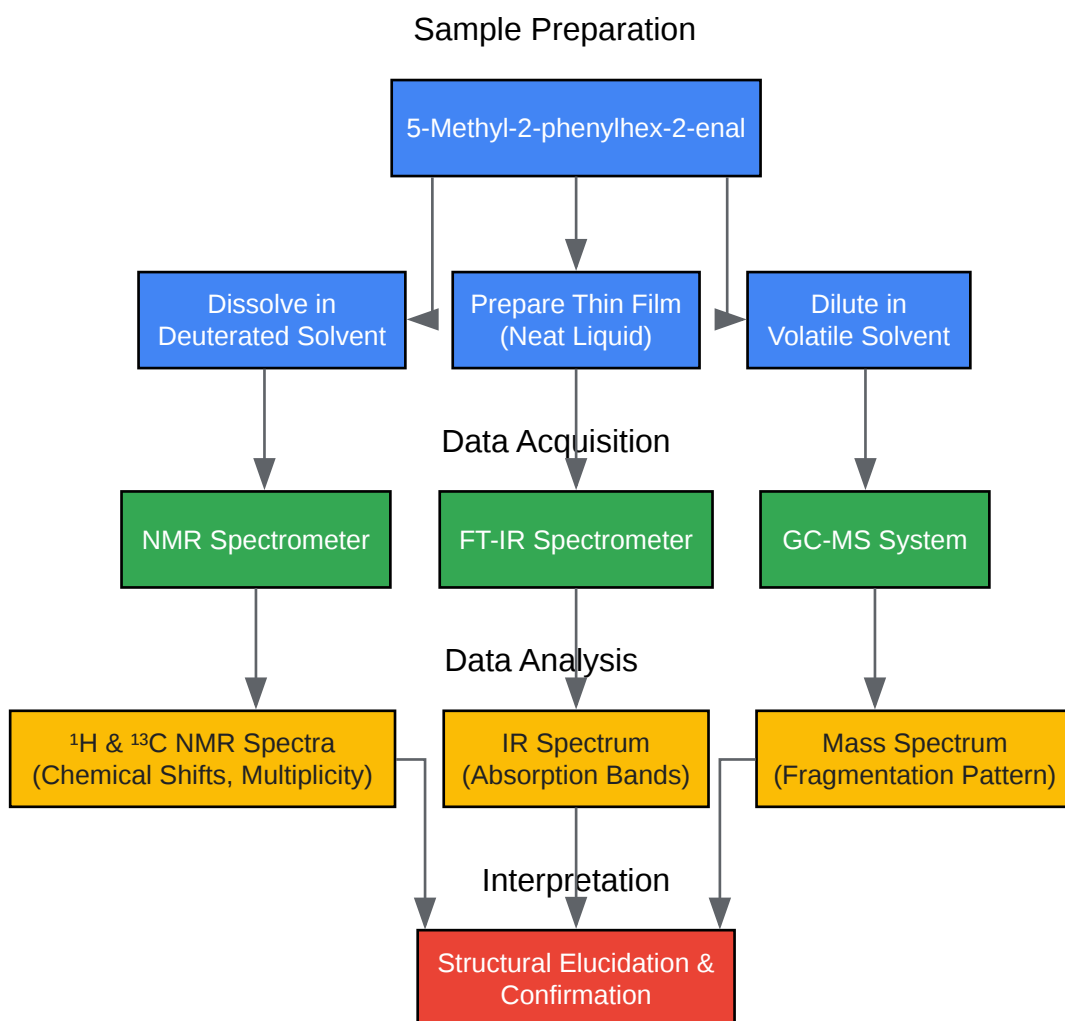 Sample Preparation
5-Methyl-2-phenylhex-2-enal
Dissolve in
Deuterated Solvent
Prepare Thin Film
(Neat Liquid)
Dilute in
Volatile Solvent
Data Acquisition
NMR Spectrometer
FT-IR Spectrometer
GC-MS System
Data Analysis
¹H & ¹³C NMR Spectra
(Chemical Shifts, Multiplicity)
IR Spectrum
(Absorption Bands)
Mass Spectrum
(Fragmentation Pattern)
Interpretation
Structural Elucidation &
Confirmation